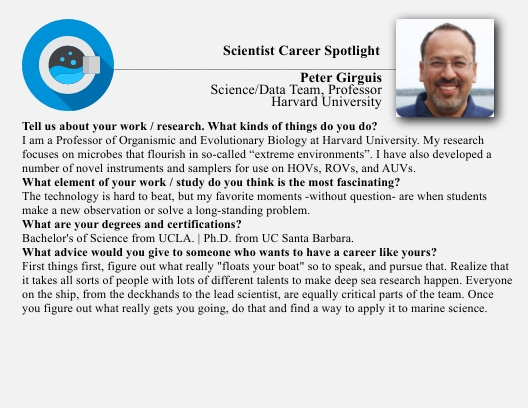 Scientist Career Spotlight
Peter Girguis
Science/Data Team, Professor
Harvard University
Tell us about your work / research. What kinds of things do you do?
I am a Professor of Organismic and Evolutionary Biology at Harvard University. My research
focuses on microbes that flourish in so-called “extreme environments”. I have also developed a
number of novel instruments and samplers for use on HOVs, ROVs, and AUVs.
What element of your work / study do you think is the most fascinating?
The technology is hard to beat, but my favorite moments -without question- are when students
make a new observation or solve a long-standing problem.
What are your degrees and certifications?
Bachelor's of Science from UCLA. | Ph.D. from UC Santa Barbara.
What advice would you give to someone who wants to have a career like yours?
First things first, figure out what really "floats your boat" so to speak, and pursue that. Realize that
it takes all sorts of people with lots of different talents to make deep sea research happen. Everyone
on the ship, from the deckhands to the lead scientist, are equally critical parts of the team. Once
you figure out what really gets you going, do that and find a way to apply it to marine science.